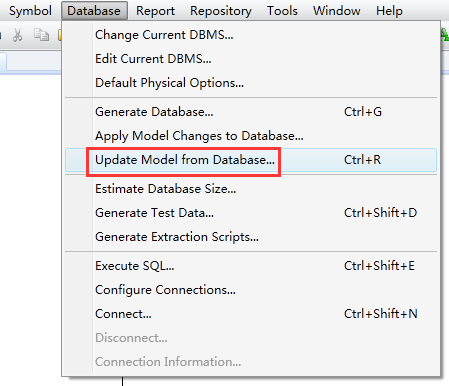 Symbol Database Report Repository Tools Window Help
Change Current DBMS...
Edit Current DBMS...
Default Physical Options...
Generate Database... Ctrl+G
Apply Model Changes to Database...
Update Model from Database... Ctrl+R
Estimate Database Size...
Generate Test Data... Ctrl+Shift+D
Generate Extraction Scripts...
Execute SQL... Ctrl+Shift+E
Configure Connections...
Connect... Ctrl+Shift+N
Disconnect...
Connection Information...